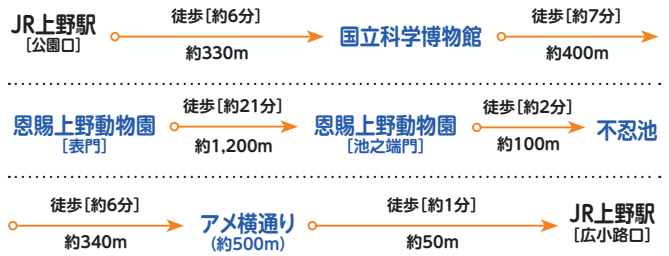 JR上野駅
[公園口]
徒歩[約6分]
約330m
国立科学博物館
徒歩[約7分]
約400m
恩賜上野動物園
[表門]
徒歩[約21分]
約1,200m
恩賜上野動物園
[池之端門]
徒歩[約2分]
約100m
不忍池
徒歩[約6分]
約340m
アメ横通り
(約500m)
徒歩[約1分]
約50m
JR上野駅
[広小路口]